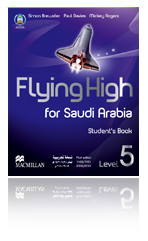 Simon Brewster Paul Davies Mickey Rogers
Flying High
for Saudi Arabia
Student's Book
MACMILLAN
Level 5